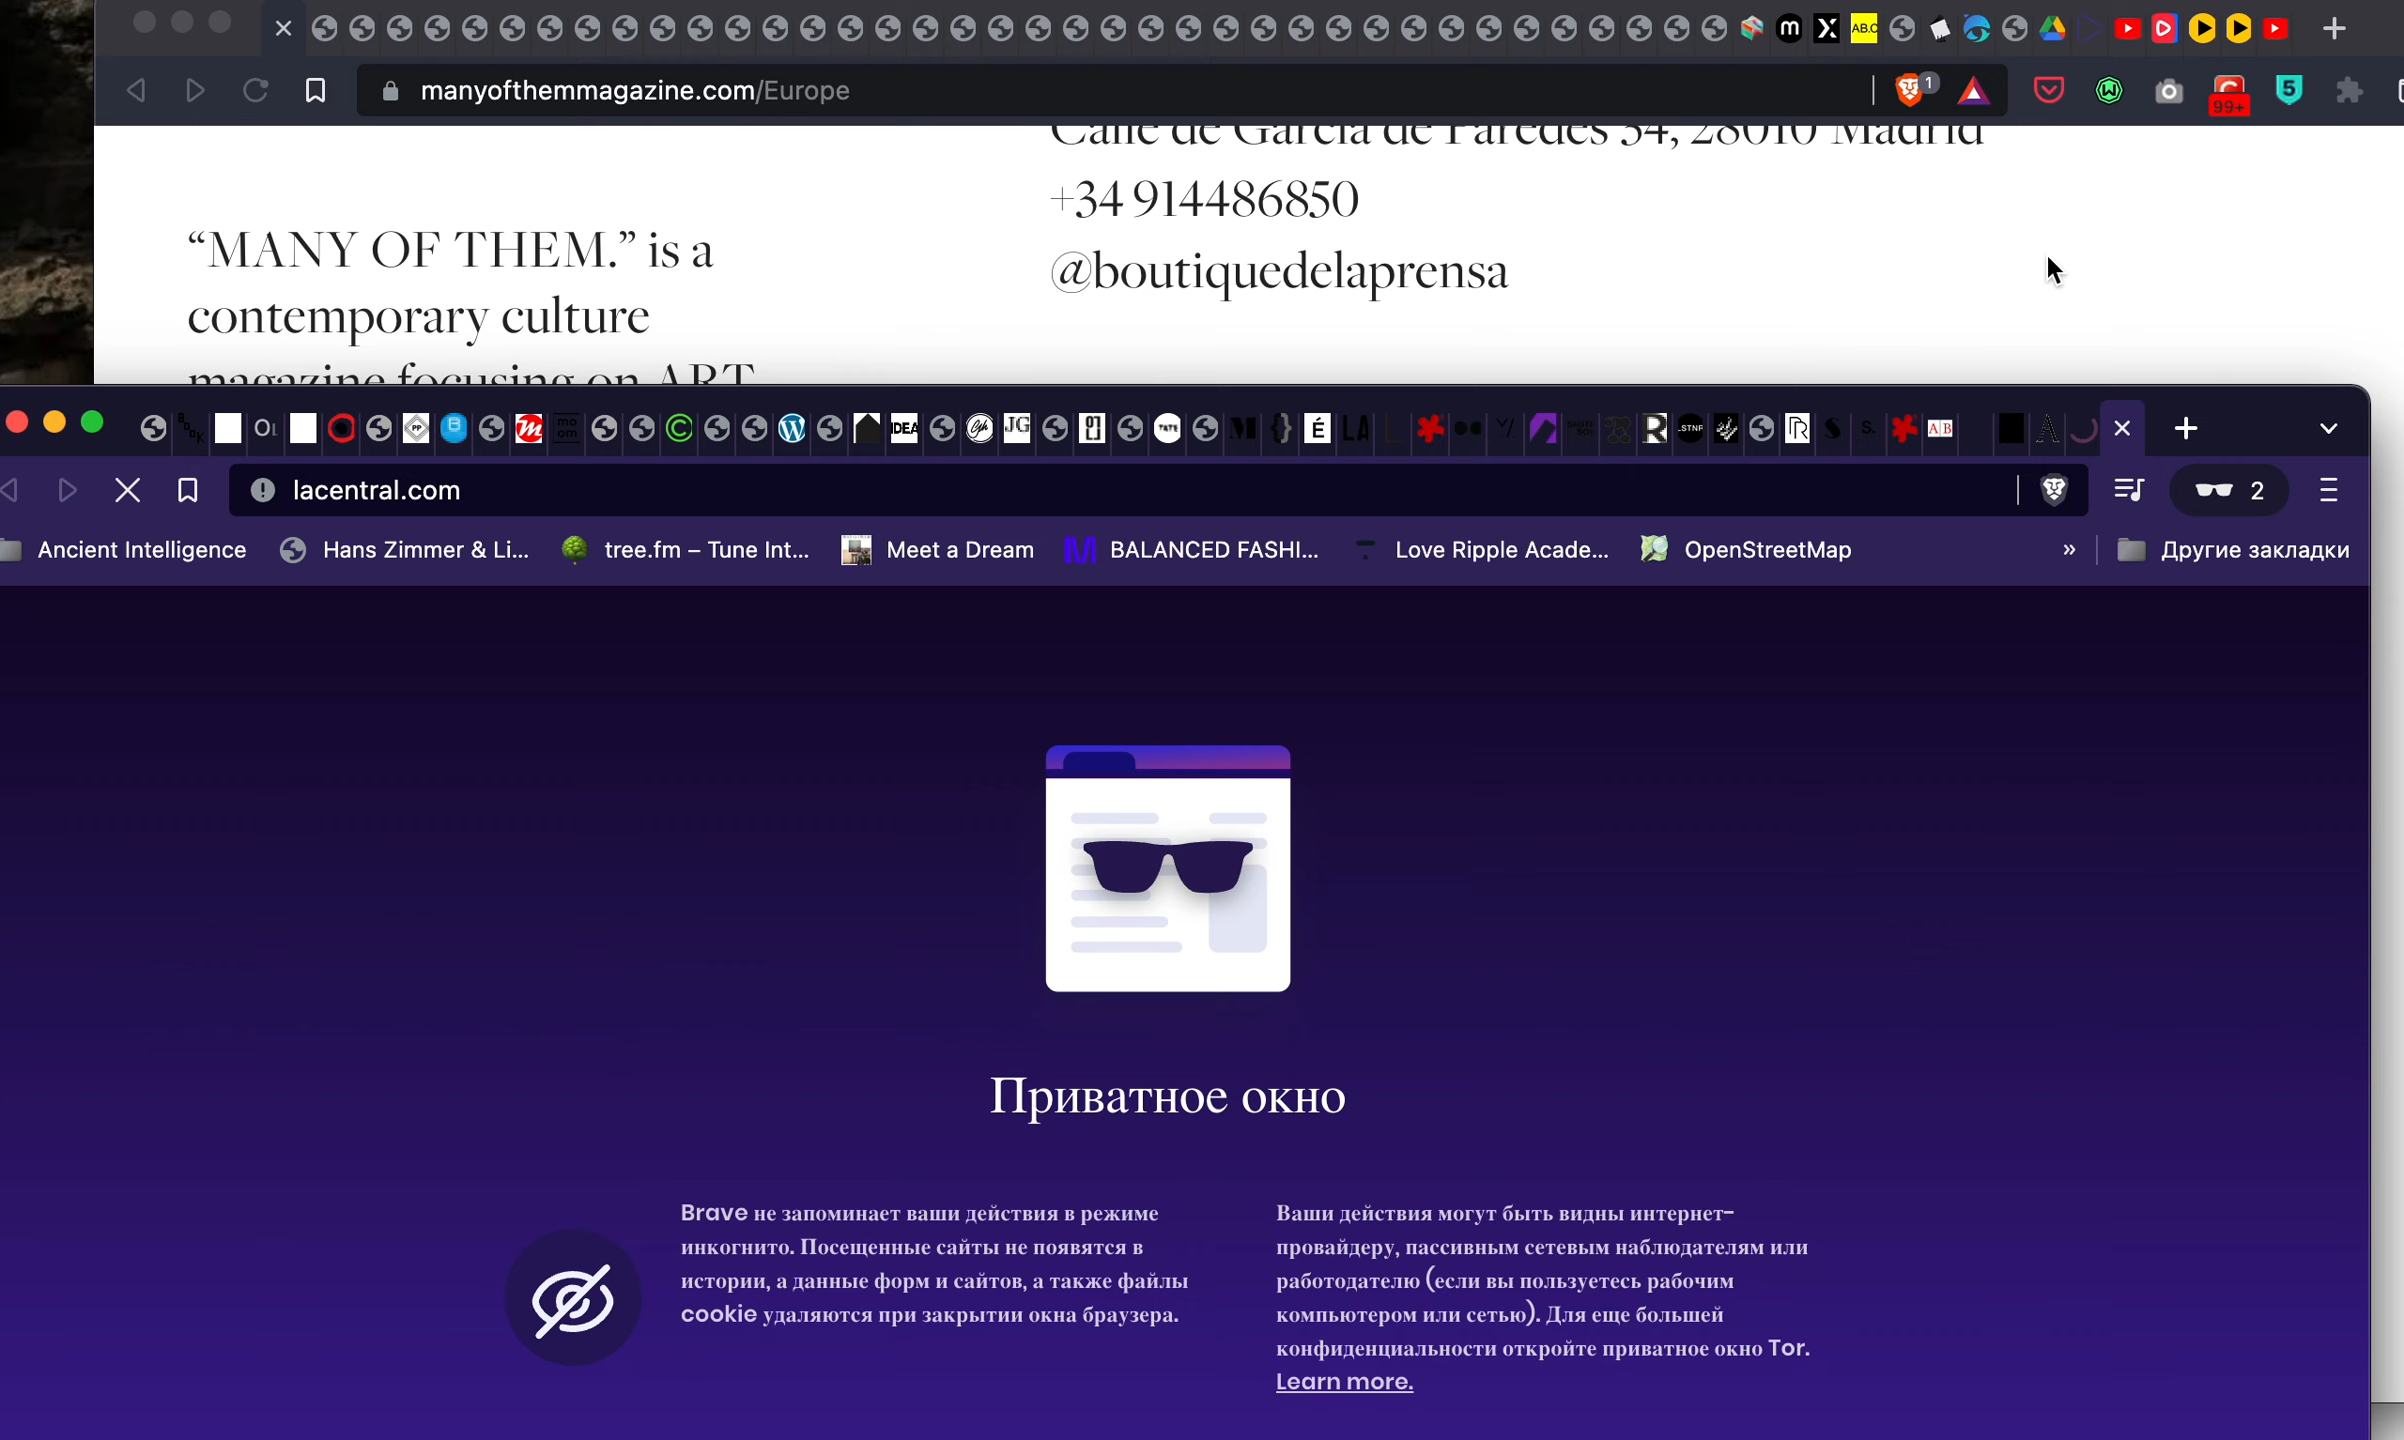 manyofthemmagazine.com/Europe
1
99+
5
Calle de García de Paredes 54, 28010 Madrid
+34 914486850
@boutiquedelaprensa
“MANY OF THEM.” is a
contemporary culture
magazine focusing on ART
lacentral.com
2
Ancient Intelligence
Hans Zimmer & Li...
tree.fm – Tune Int...
Meet a Dream
BALANCED FASHI...
Love Ripple Acade...
OpenStreetMap
»
Другие закладки
Приватное окно
Brave не запоминает ваши действия в режиме
инкогнито. Посещенные сайты не появятся в
истории, а данные форм и сайтов, а также файлы
cookie удаляются при закрытии окна браузера.
Ваши действия могут быть видны интернет-
провайдеру, пассивным сетевым наблюдателям или
работодателю (если вы пользуетесь рабочим
компьютером или сетью). Для еще большей
конфиденциальности откройте приватное окно Tor.
Learn more.